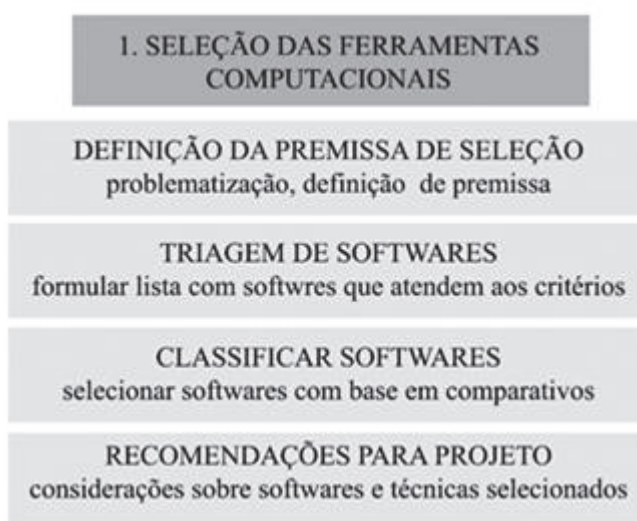 1. SELEÇÃO DAS FERRAMENTAS
COMPUTACIONAIS
DEFINIÇÃO DA PREMISSA DE SELEÇÃO
problematização, definição de premissa
TRIAGEM DE SOFTWARES
formular lista com softwres que atendem aos critérios
CLASSIFICAR SOFTWARES
selecionar softwares com base em comparativos
RECOMENDAÇÕES PARA PROJETO
considerações sobre softwares e técnicas selecionados